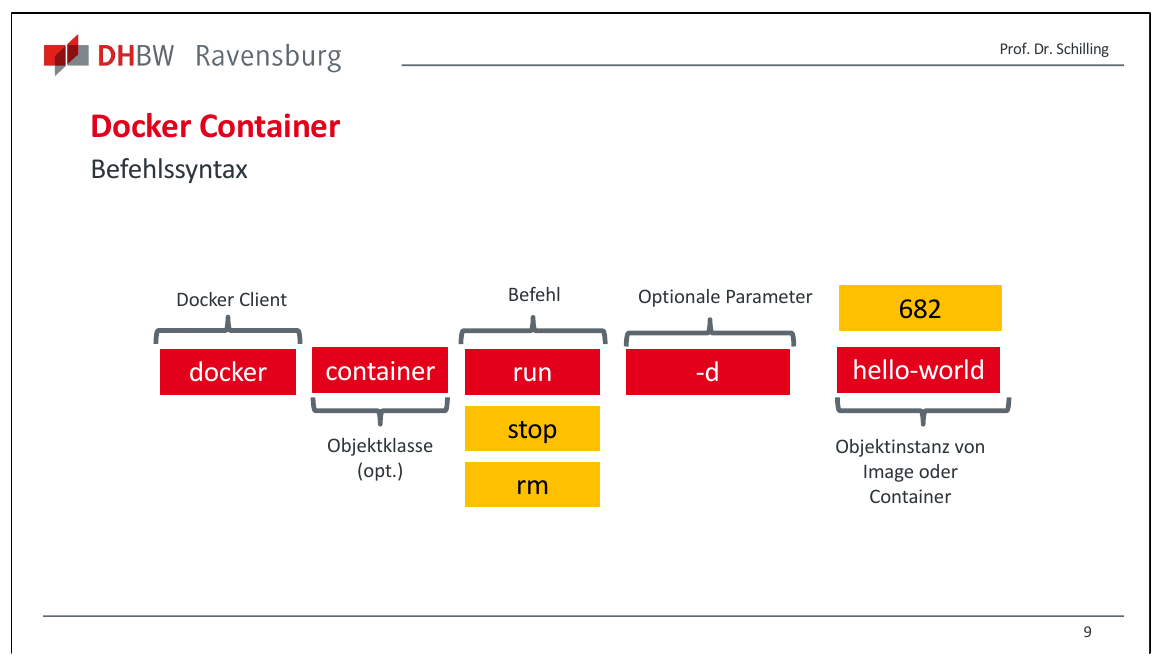 DHBW Ravensburg
Prof. Dr. Schilling
Docker Container
Befehlssyntax
Docker Client
Befehl
Optionale Parameter
682
docker
container
run
-d
hello-world
stop
rm
Objektklasse
(opt.)
Objektinstanz von
Image oder
Container
9